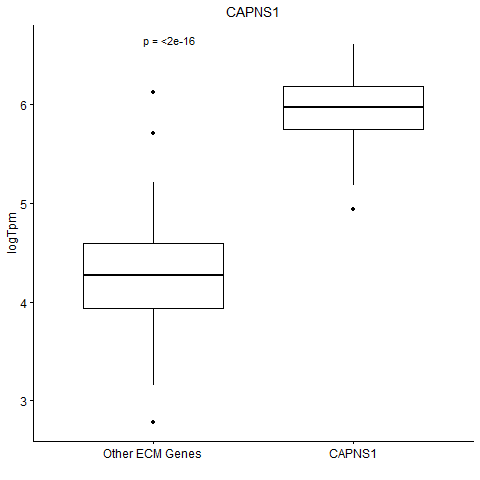 CAPNS1
p = <2e-16
logTpm
6
5
4
3
Other ECM Genes
CAPNS1